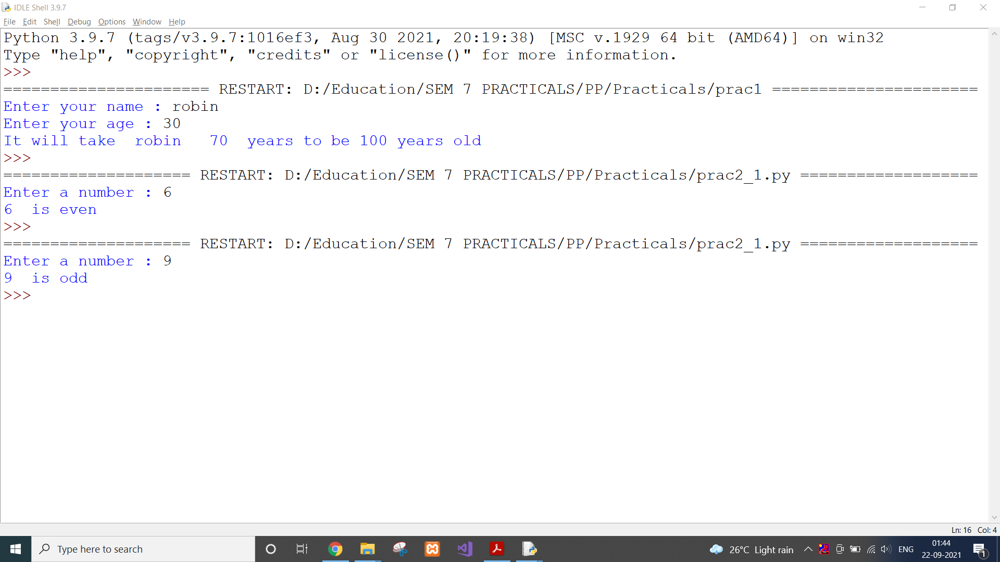 IDLE Shell 3.9.7
File Edit Shell Debug Options Window Help
Python 3.9.7 (tags/v3.9.7:1016ef3, Aug 30 2021, 20:19:38) [MSC v.1929 64 bit (AMD64)] on win32
Type "help", "copyright", "credits" or "license()" for more information.
>>>
====================== RESTART: D:/Education/SEM 7 PRACTICALS/PP/Practicals/prac1 ======================
Enter your name : robin
Enter your age : 30
It will take  robin   70  years to be 100 years old
>>>
==================== RESTART: D:/Education/SEM 7 PRACTICALS/PP/Practicals/prac2_1.py ===================
Enter a number : 6
6  is even
>>>
==================== RESTART: D:/Education/SEM 7 PRACTICALS/PP/Practicals/prac2_1.py ===================
Enter a number : 9
9  is odd
>>>
Ln: 16 Col: 4
Type here to search
26°C Light rain
ENG
01:44
22-09-2021
1